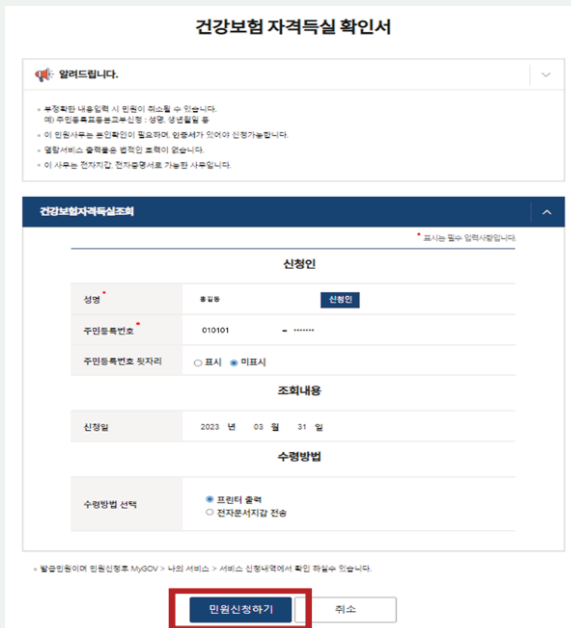 건강보험 자격득실 확인서
알려드립니다.
부정확한 내용입력 시 민원이 취소될 수 있습니다.
예) 주민등록표등본교부신청 : 성명, 생년월일 등
이 민원사무는 본인확인이 필요하며, 인증서가 있어야 신청가능합니다.
열람서비스 출력물은 법적인 효력이 없습니다.
이 사무는 전자지갑, 전자증명서로 가능한 사무입니다.
건강보험자격득실조회
* 표시는 필수 입력사항입니다.
신청인
성명 * 홍길동 신청인
주민등록번호 * 010101 - •••••••
주민등록번호 뒷자리 표시 미표시
조회내용
신청일 2023 년 03 월 31 일
수령방법
수령방법 선택 프린터 출력
전자문서지갑 전송
발급민원이며 민원신청후 MyGOV > 나의 서비스 > 서비스 신청내역에서 확인 하실수 있습니다.
민원신청하기 취소